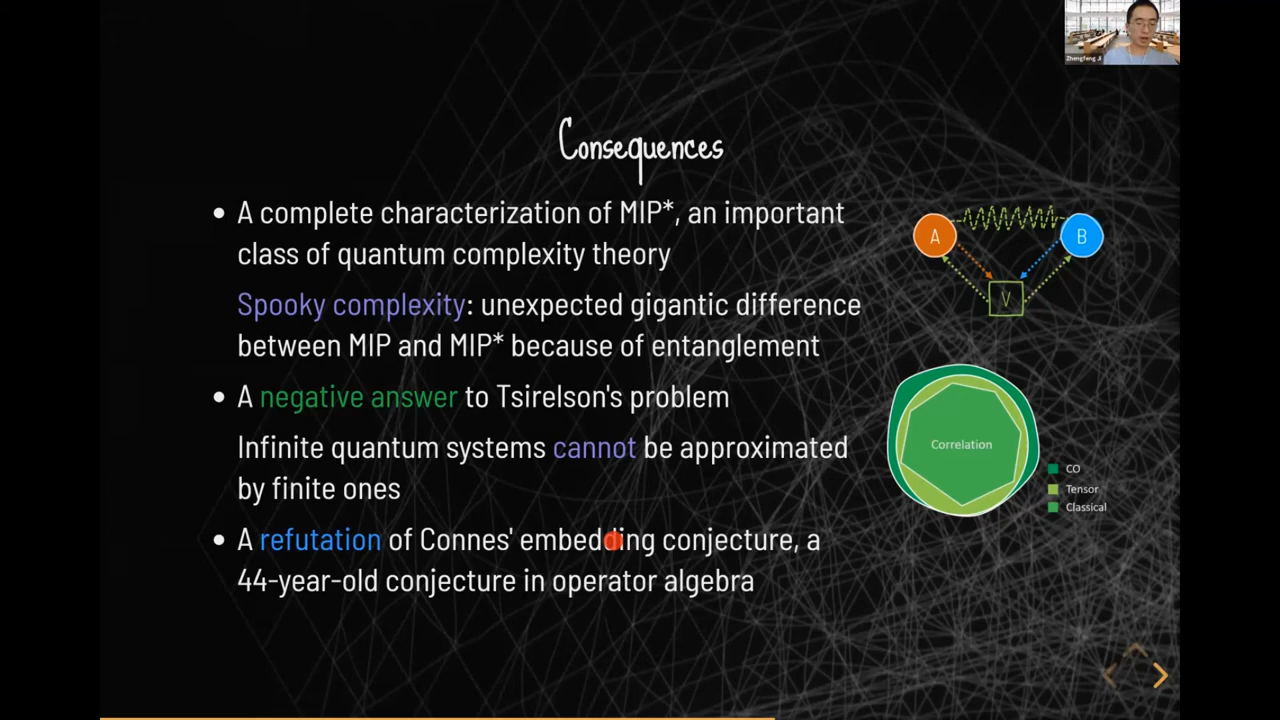 Zhengfeng Ji
Consequences
• A complete characterization of MIP*, an important
class of quantum complexity theory
Spooky complexity: unexpected gigantic difference
between MIP and MIP* because of entanglement
• A negative answer to Tsirelson's problem
Infinite quantum systems cannot be approximated
by finite ones
• A refutation of Connes' embedding conjecture, a
44-year-old conjecture in operator algebra
A
B
V
Correlation
CO
Tensor
Classical